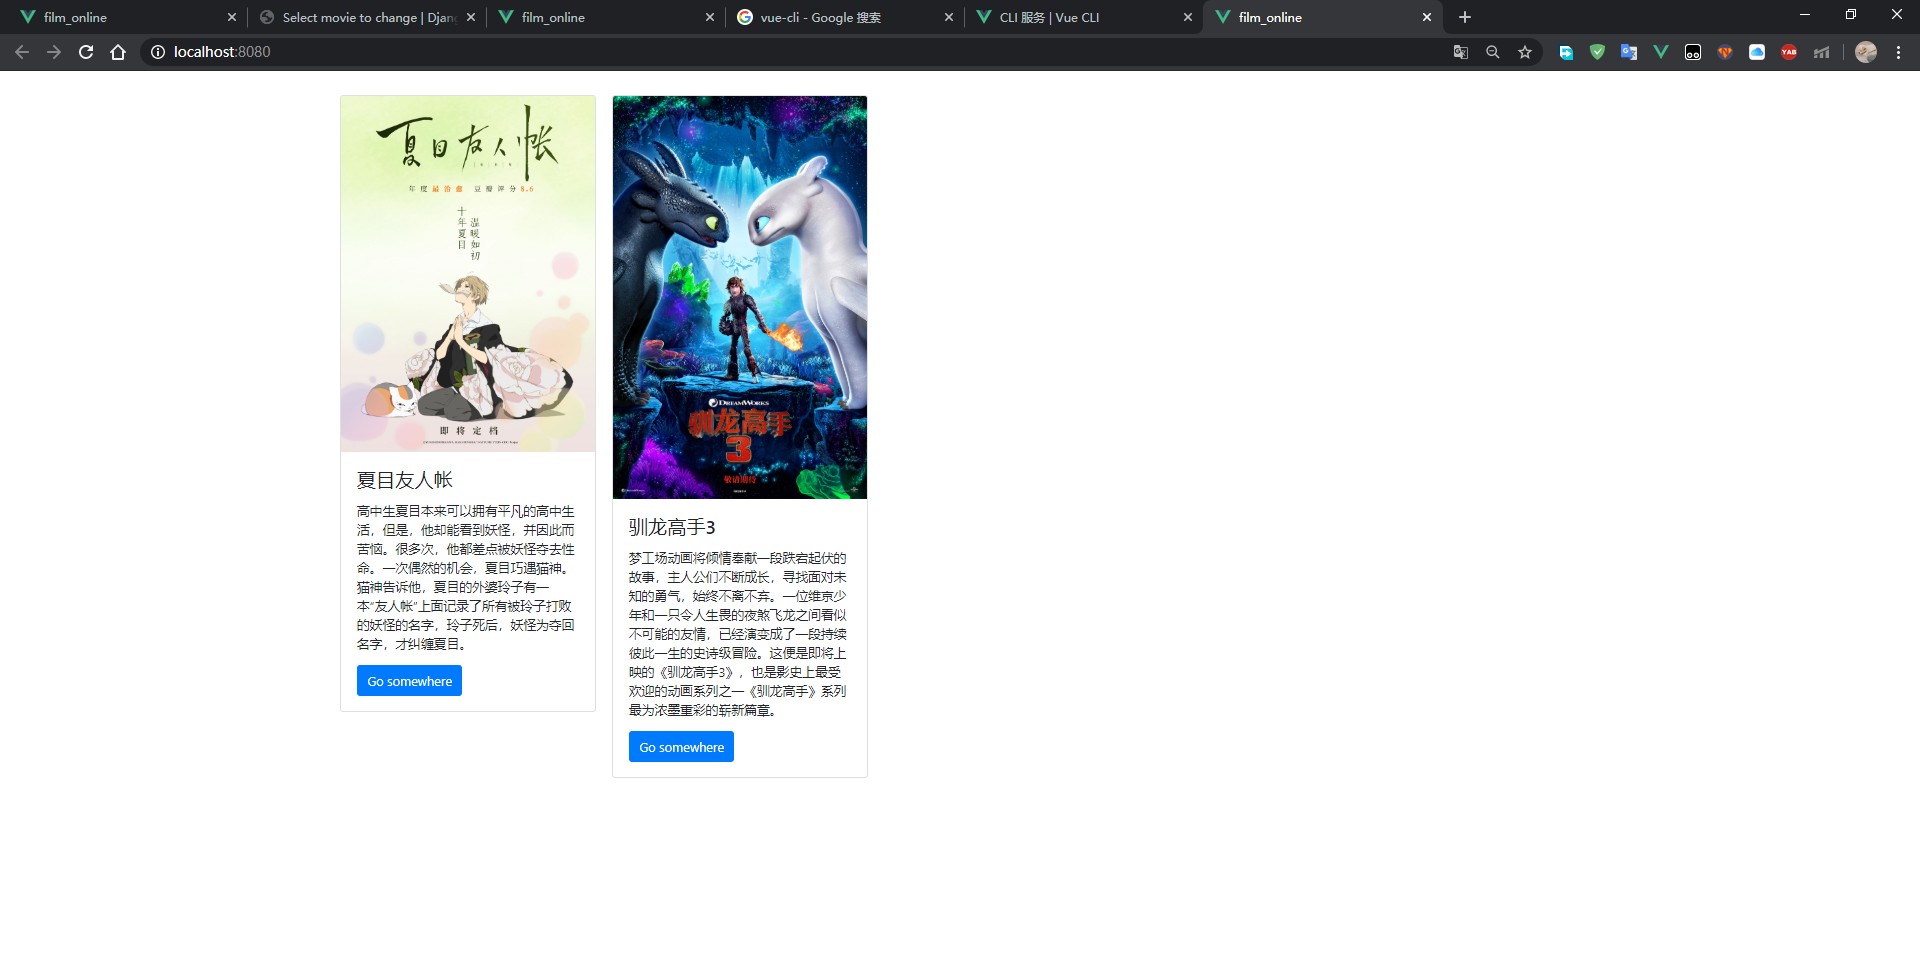 film_online
Select movie to change | Djang
film_online
vue-cli - Google 搜索
CLI 服务 | Vue CLI
film_online
localhost:8080
YAB
夏目友人帐
年度最治愈 豆瓣评分8.6
十年夏目
温暖如初
即将定档
夏目友人帐
高中生夏目本来可以拥有平凡的高中生
活，但是，他却能看到妖怪，并因此而
苦恼。很多次，他都差点被妖怪夺去性
命。一次偶然的机会，夏目巧遇猫神。
猫神告诉他，夏目的外婆玲子有一
本“友人帐”上面记录了所有被玲子打败
的妖怪的名字，玲子死后，妖怪为夺回
名字，才纠缠夏目。
Go somewhere
DREAMWORKS
驯龙高手
3
敬请期待
驯龙高手3
梦工场动画将倾情奉献一段跌宕起伏的
故事，主人公们不断成长，寻找面对未
知的勇气，始终不离不弃。一位维京少
年和一只令人生畏的夜煞飞龙之间看似
不可能的友情，已经演变成了一段持续
彼此一生的史诗级冒险。这便是即将上
映的《驯龙高手3》，也是影史上最受
欢迎的动画系列之一《驯龙高手》系列
最为浓墨重彩的崭新篇章。
Go somewhere